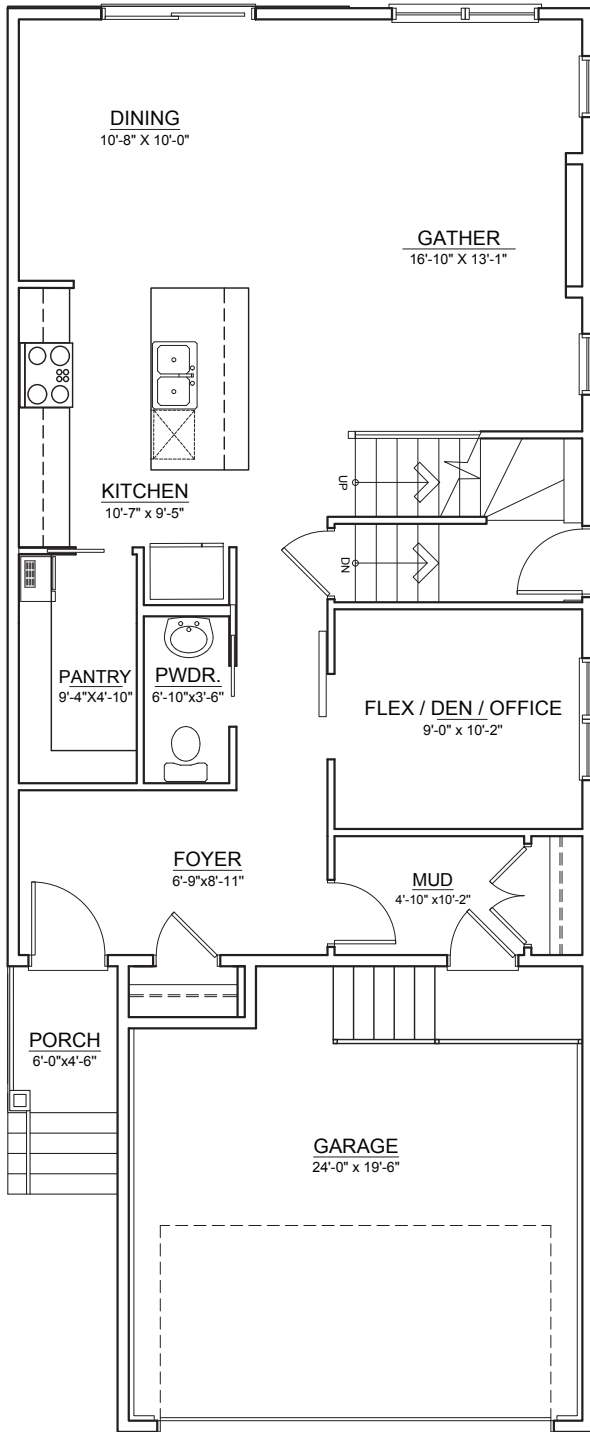 DINING
10'-8" X 10'-0"
GATHER
16'-10" X 13'-1"
UP
KITCHEN
10'-7" x 9'-5"
DN
PANTRY
9'-4"X4'-10"
PWDR.
6'-10"x3'-6"
FLEX / DEN / OFFICE
9'-0" x 10'-2"
FOYER
6'-9"x8'-11"
MUD
4'-10" x10'-2"
PORCH
6'-0"x4'-6"
GARAGE
24'-0" x 19'-6"